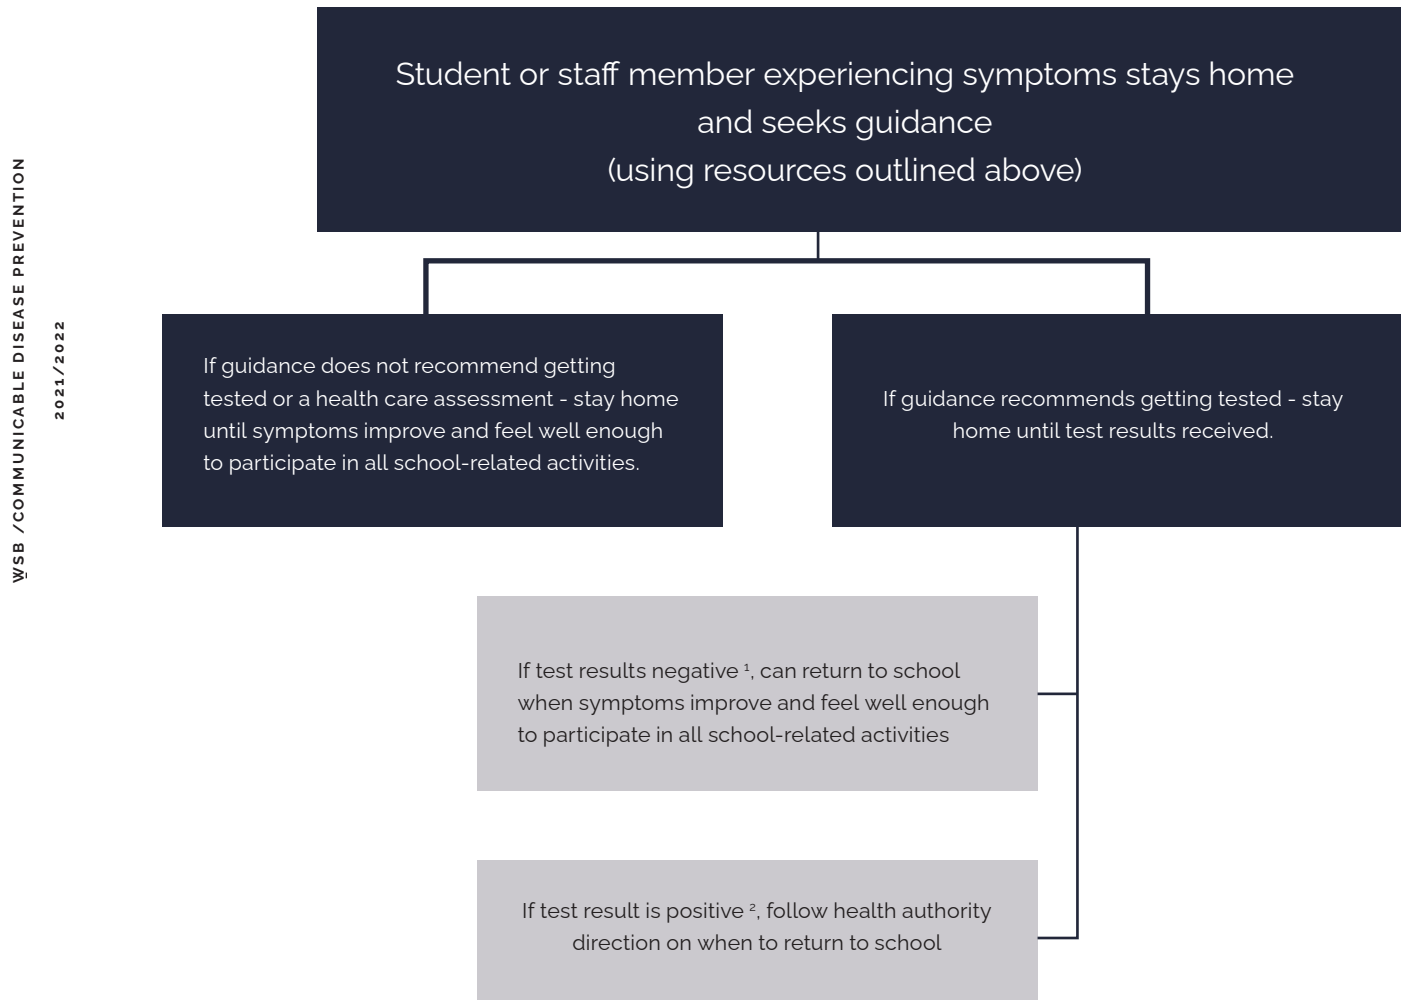 Student or staff member experiencing symptoms stays home
and seeks guidance
(using resources outlined above)
If guidance does not recommend getting
tested or a health care assessment - stay home
until symptoms improve and feel well enough
to participate in all school-related activities.
If guidance recommends getting tested - stay
home until test results received.
If test results negative ¹, can return to school
when symptoms improve and feel well enough
to participate in all school-related activities
If test result is positive ², follow health authority
direction on when to return to school
W̱SB /COMMUNICABLE DISEASE PREVENTION
2021/2022